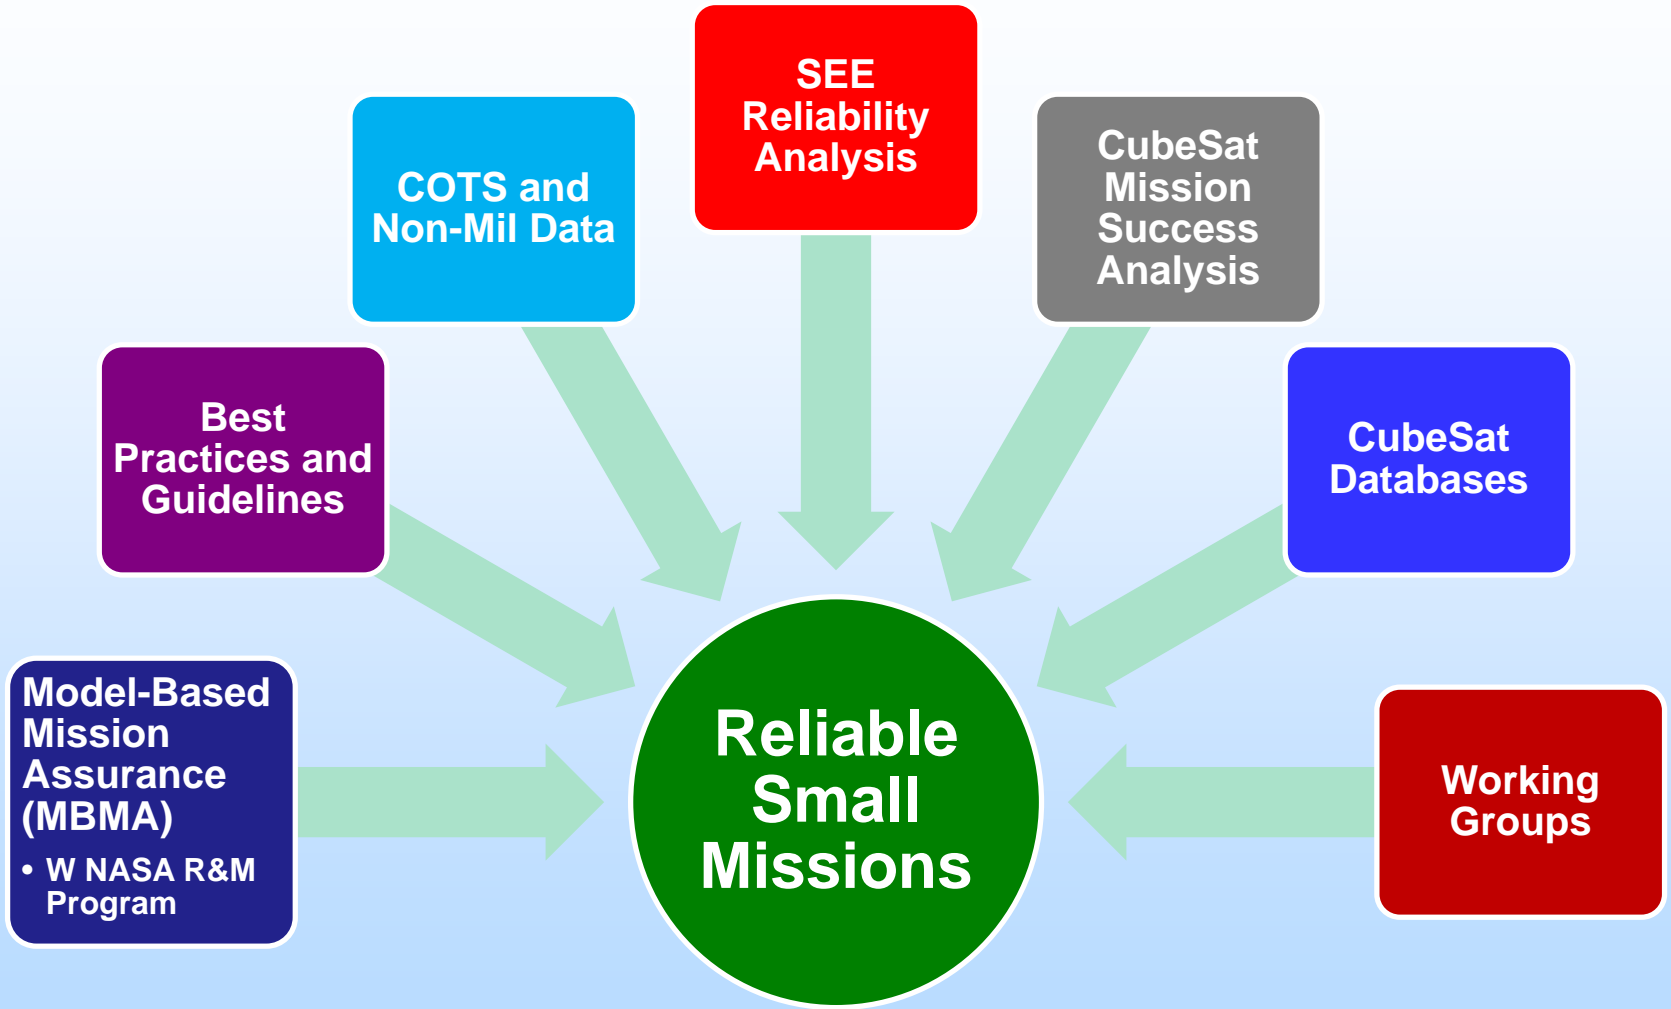 SEE
Reliability
Analysis
COTS and
Non-Mil Data
CubeSat
Mission
Success
Analysis
Best
Practices and
Guidelines
CubeSat
Databases
Model-Based
Mission
Assurance
(MBMA)
• W NASA R&M
Program
Reliable
Small
Missions
Working
Groups